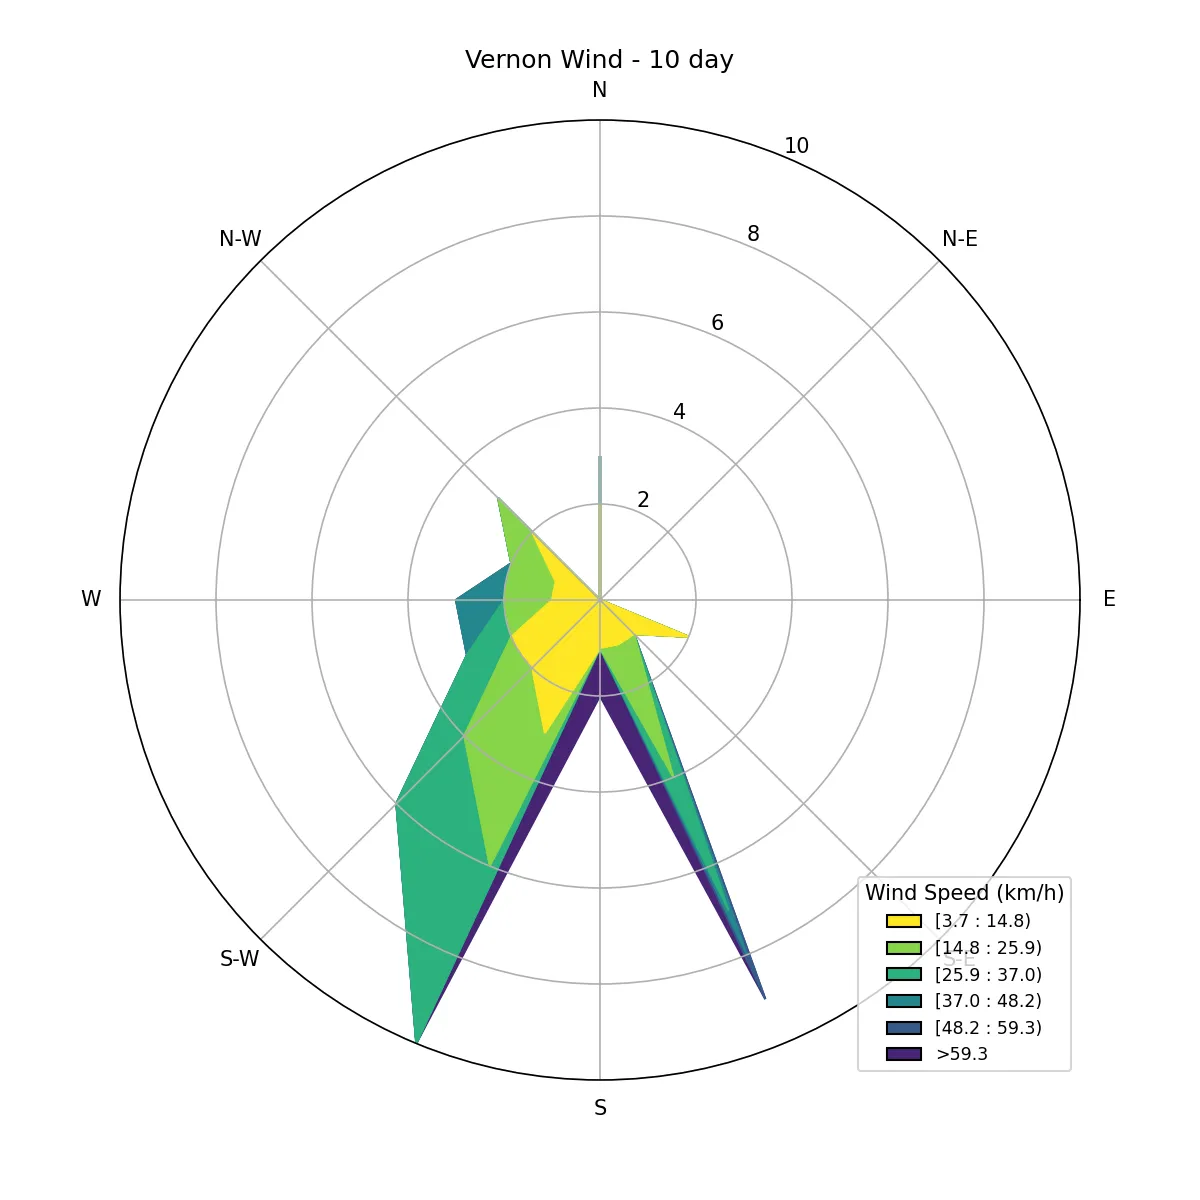 Vernon Wind - 10 day
N
10
N-W
8
N-E
6
4
2
W
E
Wind Speed (km/h)
[3.7 : 14.8)
[14.8 : 25.9)
S-W
S-E
[25.9 : 37.0)
[37.0 : 48.2)
[48.2 : 59.3)
>59.3
S